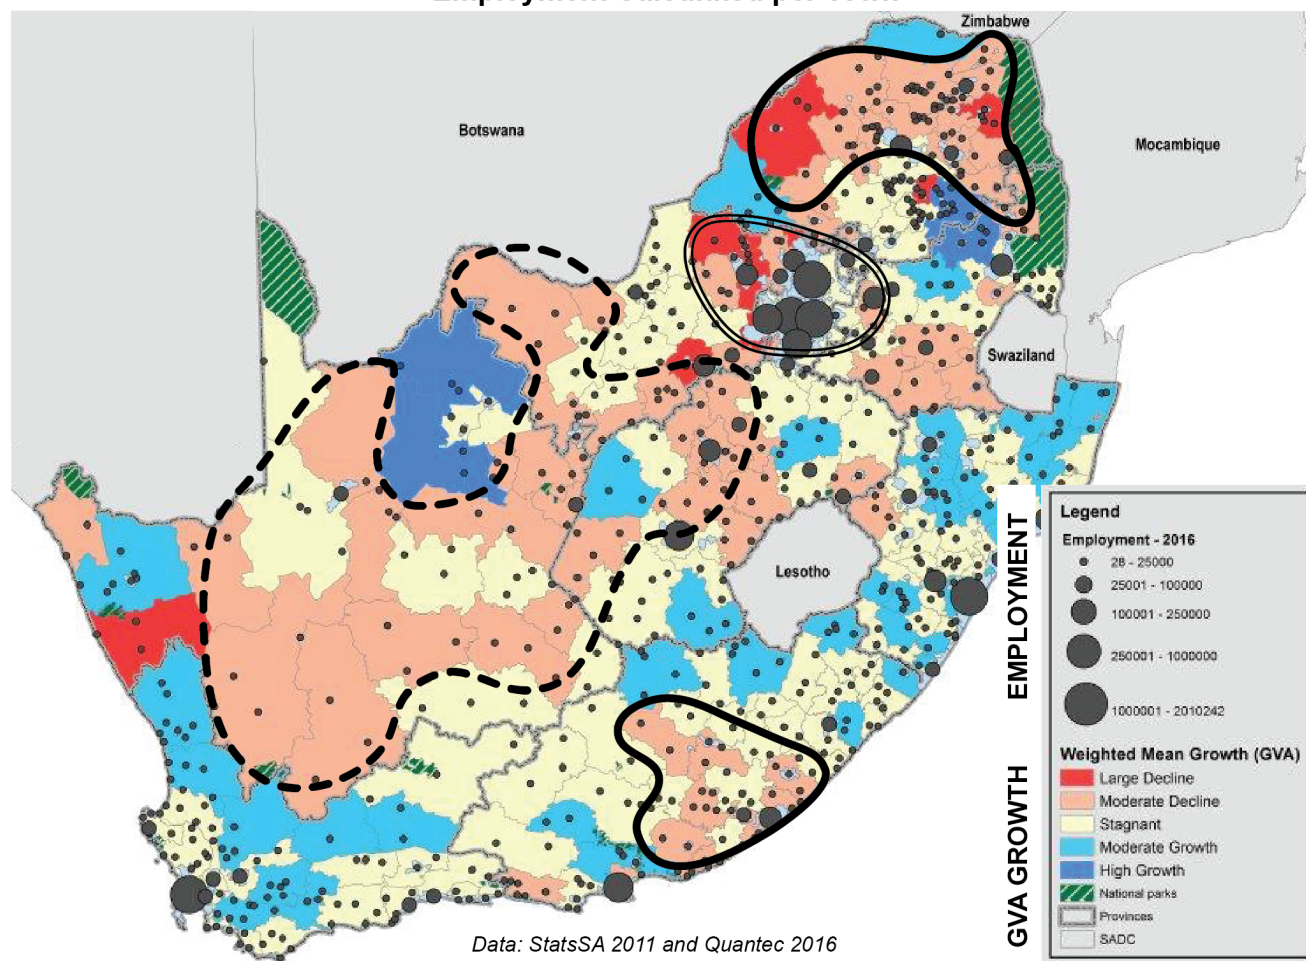 Zimbabwe
Botswana
Mocambique
Swaziland
Lesotho
EMPLOYMENT
GVA GROWTH
Legend
Employment - 2016
28 - 25000
25001 - 100000
100001 - 250000
250001 - 1000000
1000001 - 2010242
Weighted Mean Growth (GVA)
Large Decline
Moderate Decline
Stagnant
Moderate Growth
High Growth
National parks
Provinces
SADC
Data: StatsSA 2011 and Quantec 2016